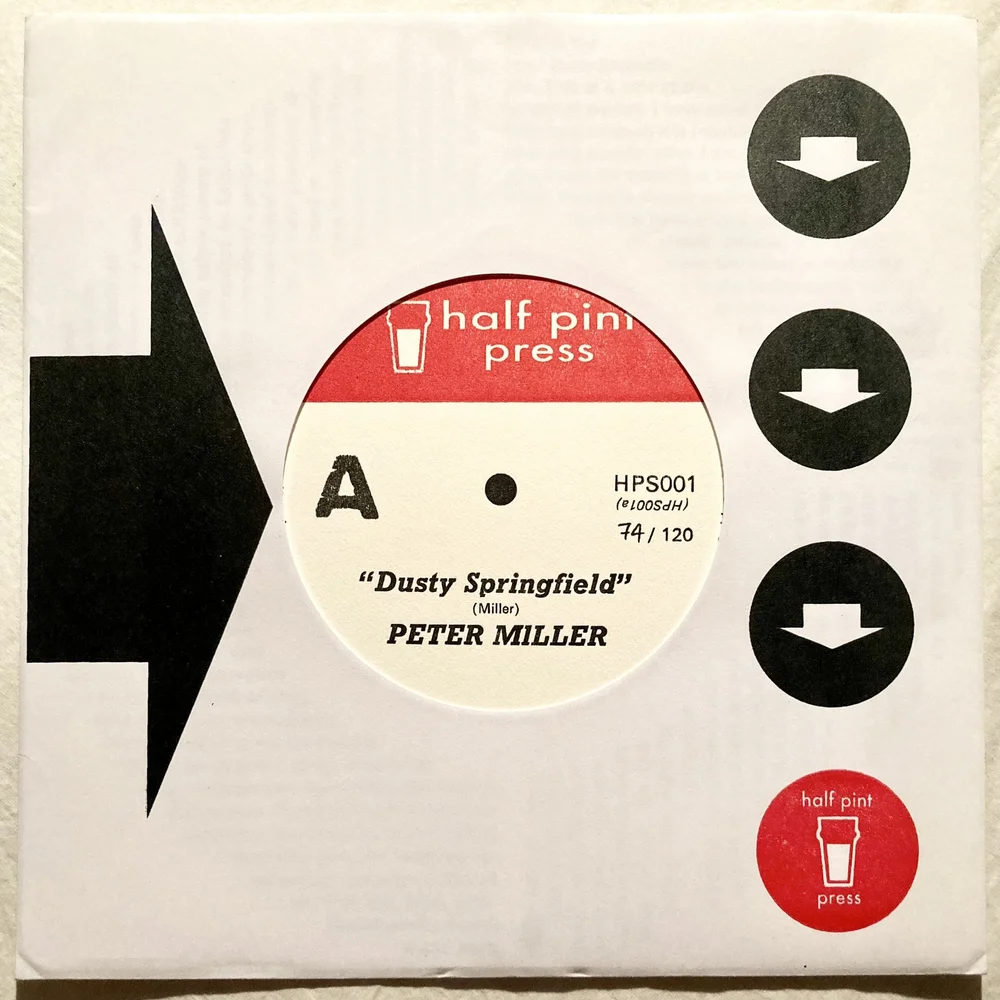 half pint
press
A
HPS001
(HPS001a)
74/120
“Dusty Springfield”
(Miller)
PETER MILLER
half pint
press